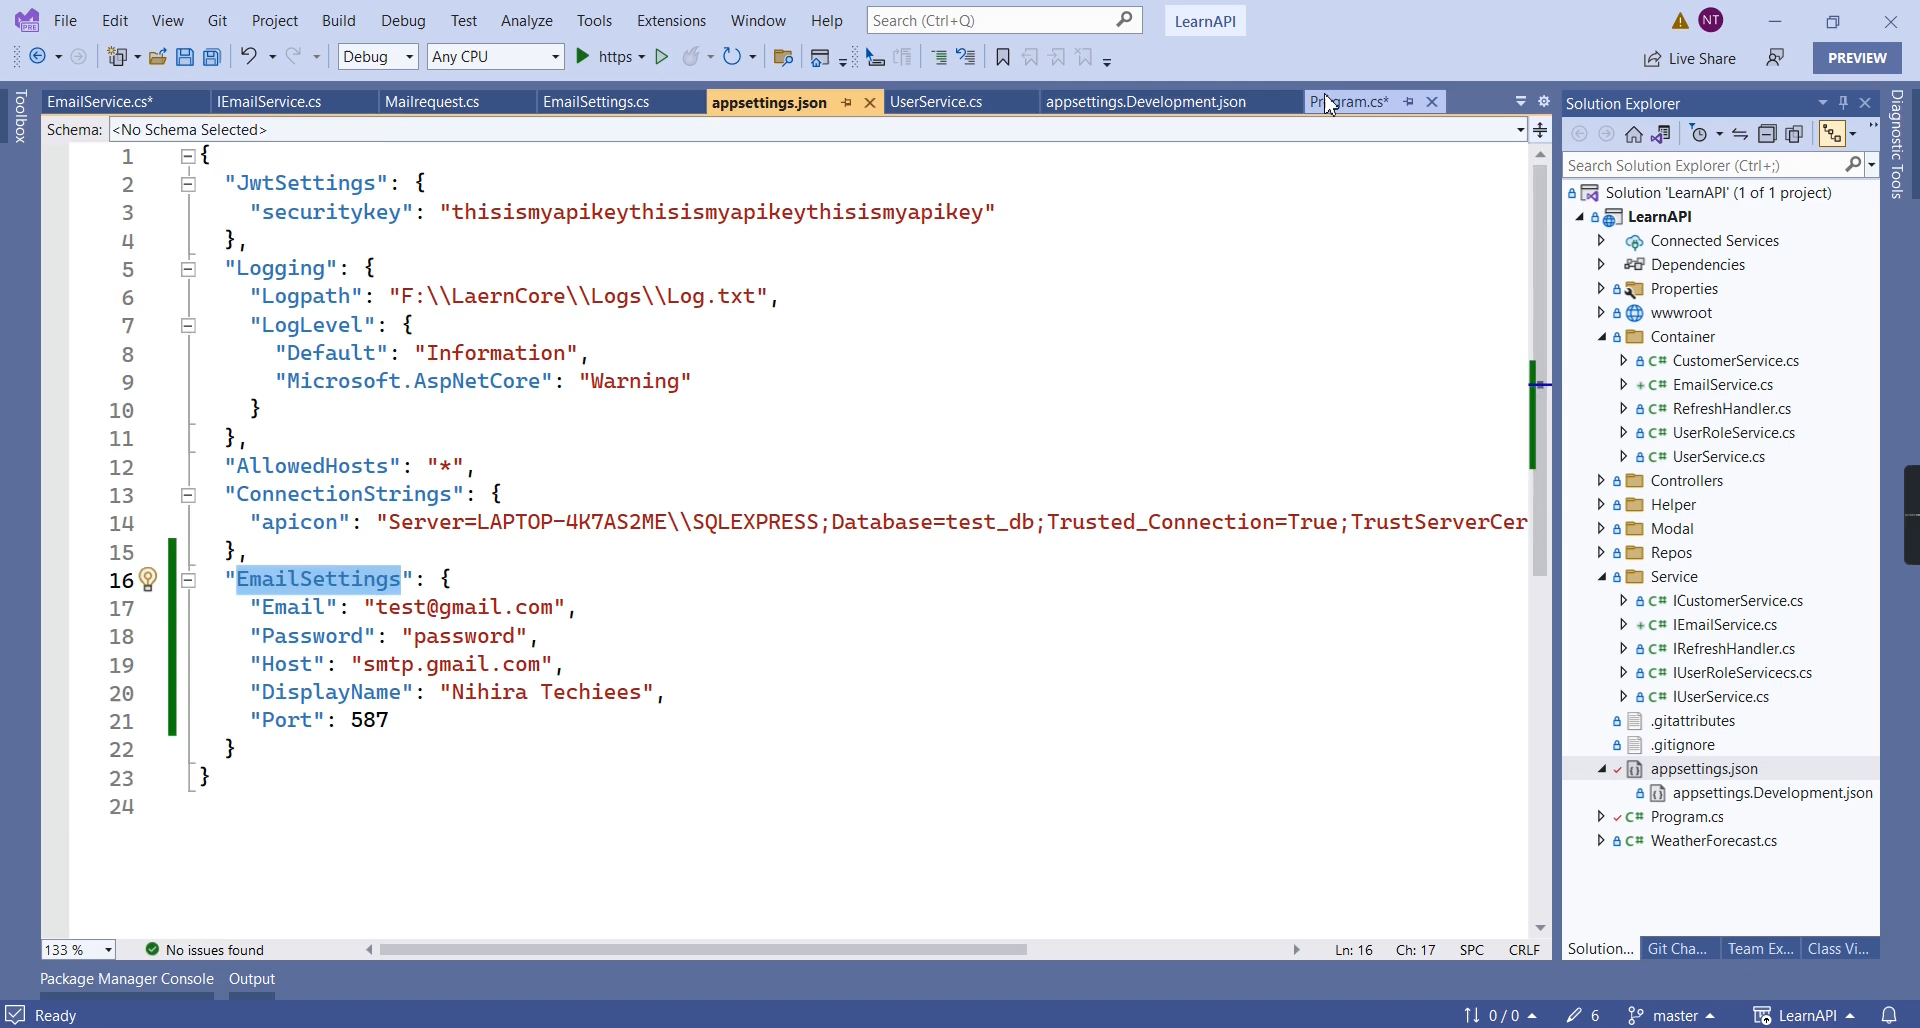 File Edit View Git Project Build Debug Test Analyze Tools Extensions Window Help Search (Ctrl+Q) LearnAPI NT
PRE
Debug Any CPU https Live Share PREVIEW
Toolbox
EmailService.cs* IEmailService.cs Mailrequest.cs EmailSettings.cs appsettings.json UserService.cs appsettings.Development.json Program.cs*
Schema: <No Schema Selected>
1 {
2 "JwtSettings": {
3 "securitykey": "thisismyapikeythisismyapikeythisismyapikey"
4 },
5 "Logging": {
6 "Logpath": "F:\\LaernCore\\Logs\\Log.txt",
7 "LogLevel": {
8 "Default": "Information",
9 "Microsoft.AspNetCore": "Warning"
10 }
11 },
12 "AllowedHosts": "*",
13 "ConnectionStrings": {
14 "apicon": "Server=LAPTOP-4K7AS2ME\\SQLEXPRESS;Database=test_db;Trusted_Connection=True;TrustServerCer
15 },
16 "EmailSettings": {
17 "Email": "test@gmail.com",
18 "Password": "password",
19 "Host": "smtp.gmail.com",
20 "DisplayName": "Nihira Techiees",
21 "Port": 587
22 }
23 }
24
133 % No issues found Ln: 16 Ch: 17 SPC CRLF
Solution Explorer
Search Solution Explorer (Ctrl+;)
Solution 'LearnAPI' (1 of 1 project)
LearnAPI
Connected Services
Dependencies
Properties
wwwroot
Container
C# CustomerService.cs
C# EmailService.cs
C# RefreshHandler.cs
C# UserRoleService.cs
C# UserService.cs
Controllers
Helper
Modal
Repos
Service
C# ICustomerService.cs
C# IEmailService.cs
C# IRefreshHandler.cs
C# IUserRoleServicecs.cs
C# IUserService.cs
.gitattributes
.gitignore
appsettings.json
appsettings.Development.json
C# Program.cs
C# WeatherForecast.cs
Solution... Git Cha... Team Ex... Class Vi...
Diagnostic Tools
Package Manager Console Output
Ready 0 / 0 6 master LearnAPI